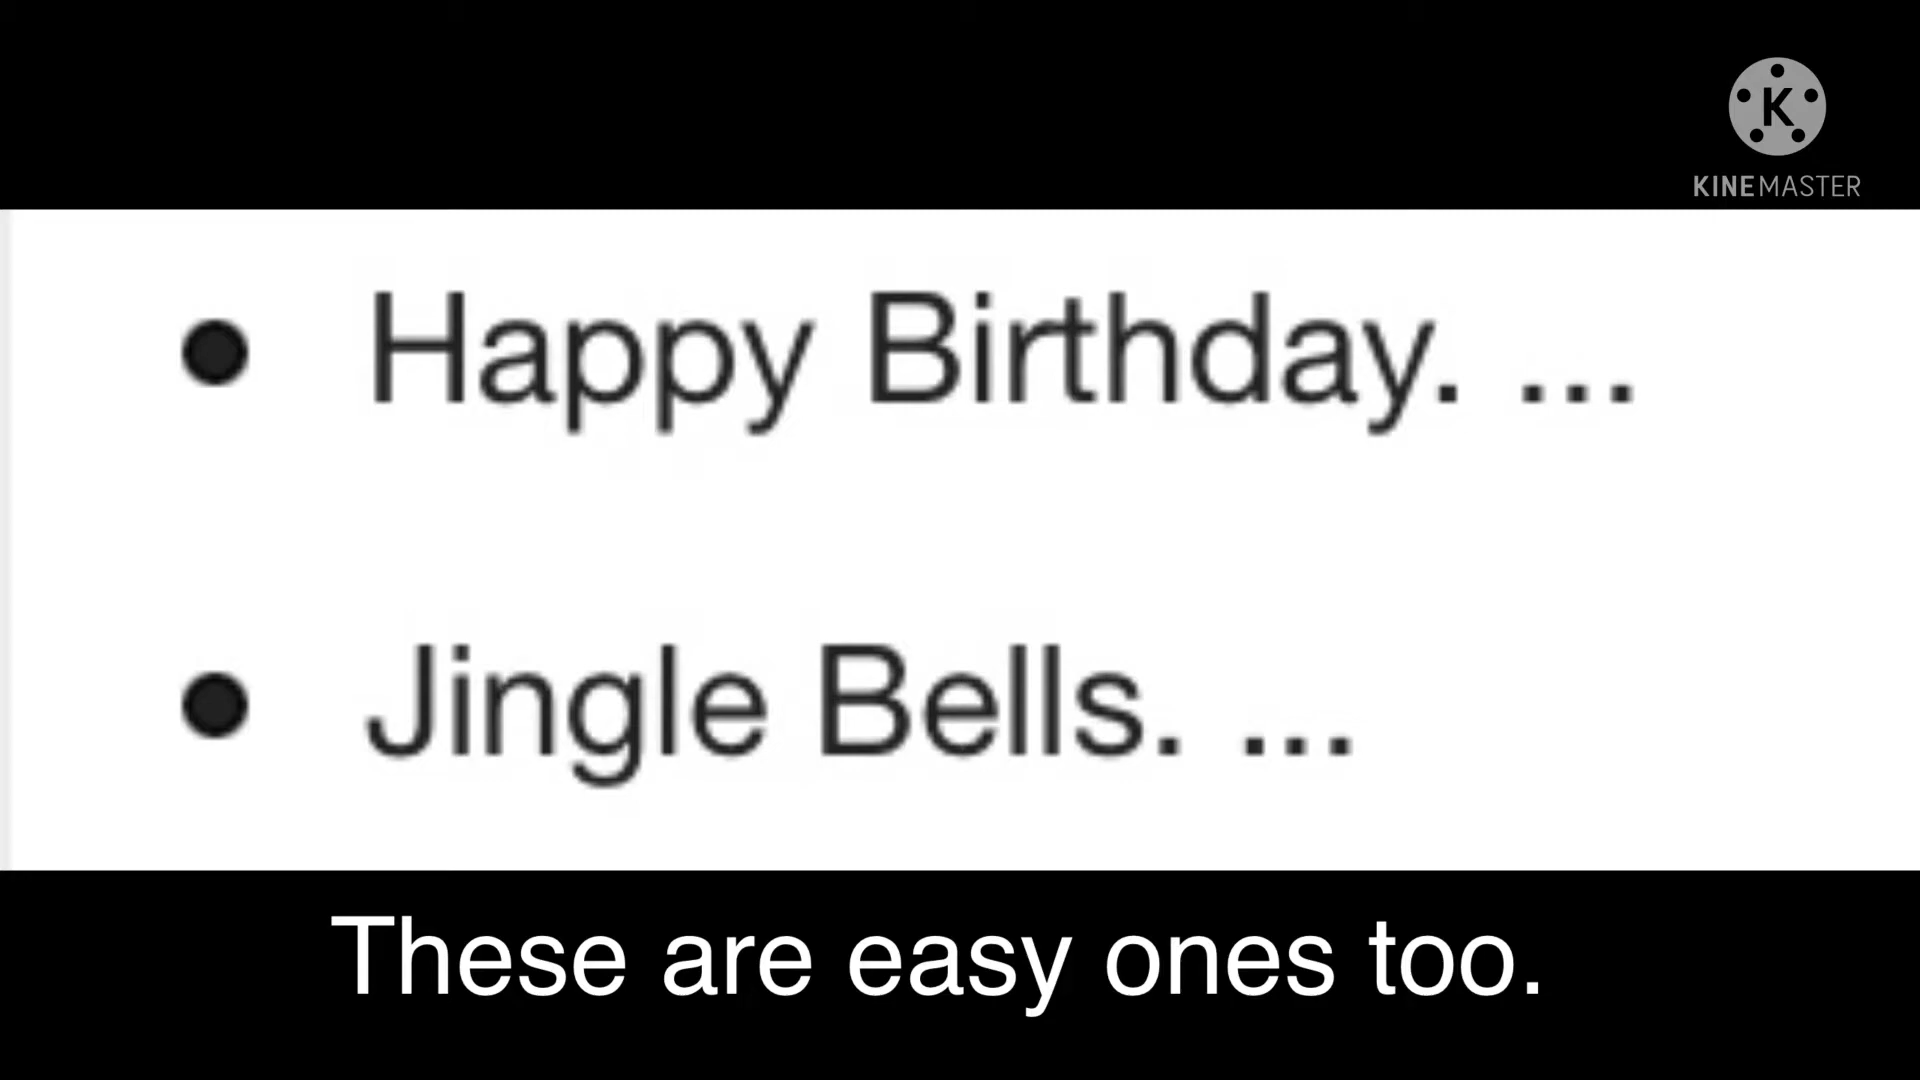 K
KINEMASTER
• Happy Birthday. ...
• Jingle Bells. ...
These are easy ones too.